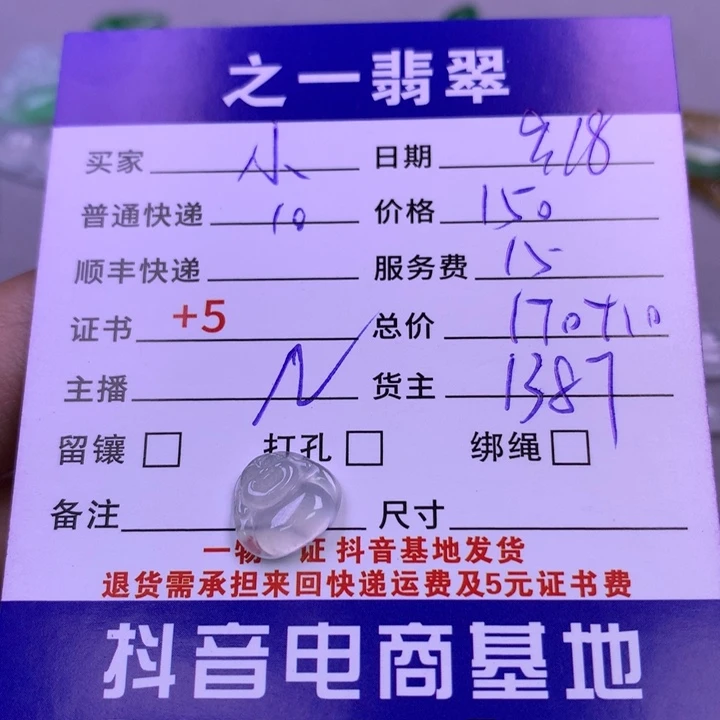 之一翡翠
买家 小 日期 9.18
普通快递 10 价格 150
顺丰快递 服务费 15
证书 +5 总价 170+10
主播 货主 1387
留镶 打孔 绑绳
备注 尺寸
一物 证 抖音基地发货
退货需承担来回快递运费及5元证书费
抖音电商基地